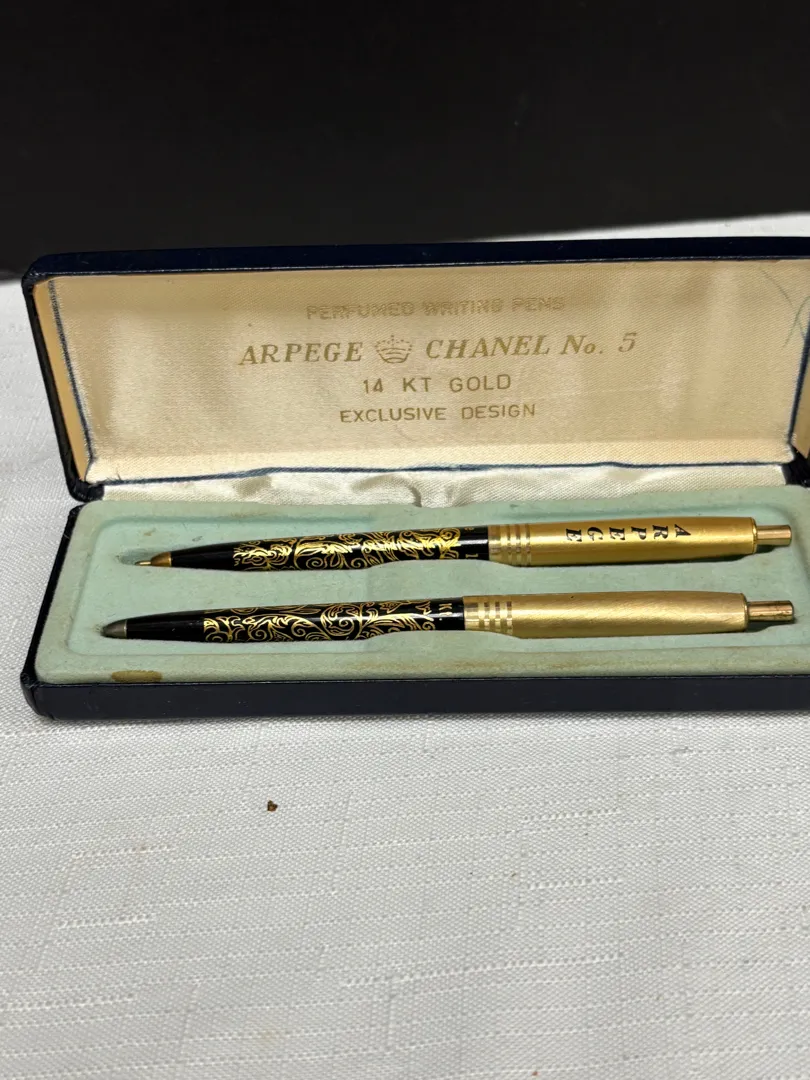 PERFUMED WRITING PENS
ARPEGE CHANEL No. 5
14 KT GOLD
EXCLUSIVE DESIGN
ARPEGE